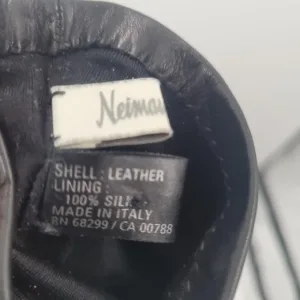 Neiman
SHELL : LEATHER
LINING :
100% SILK
MADE IN ITALY
RN 68299 / CA 00788